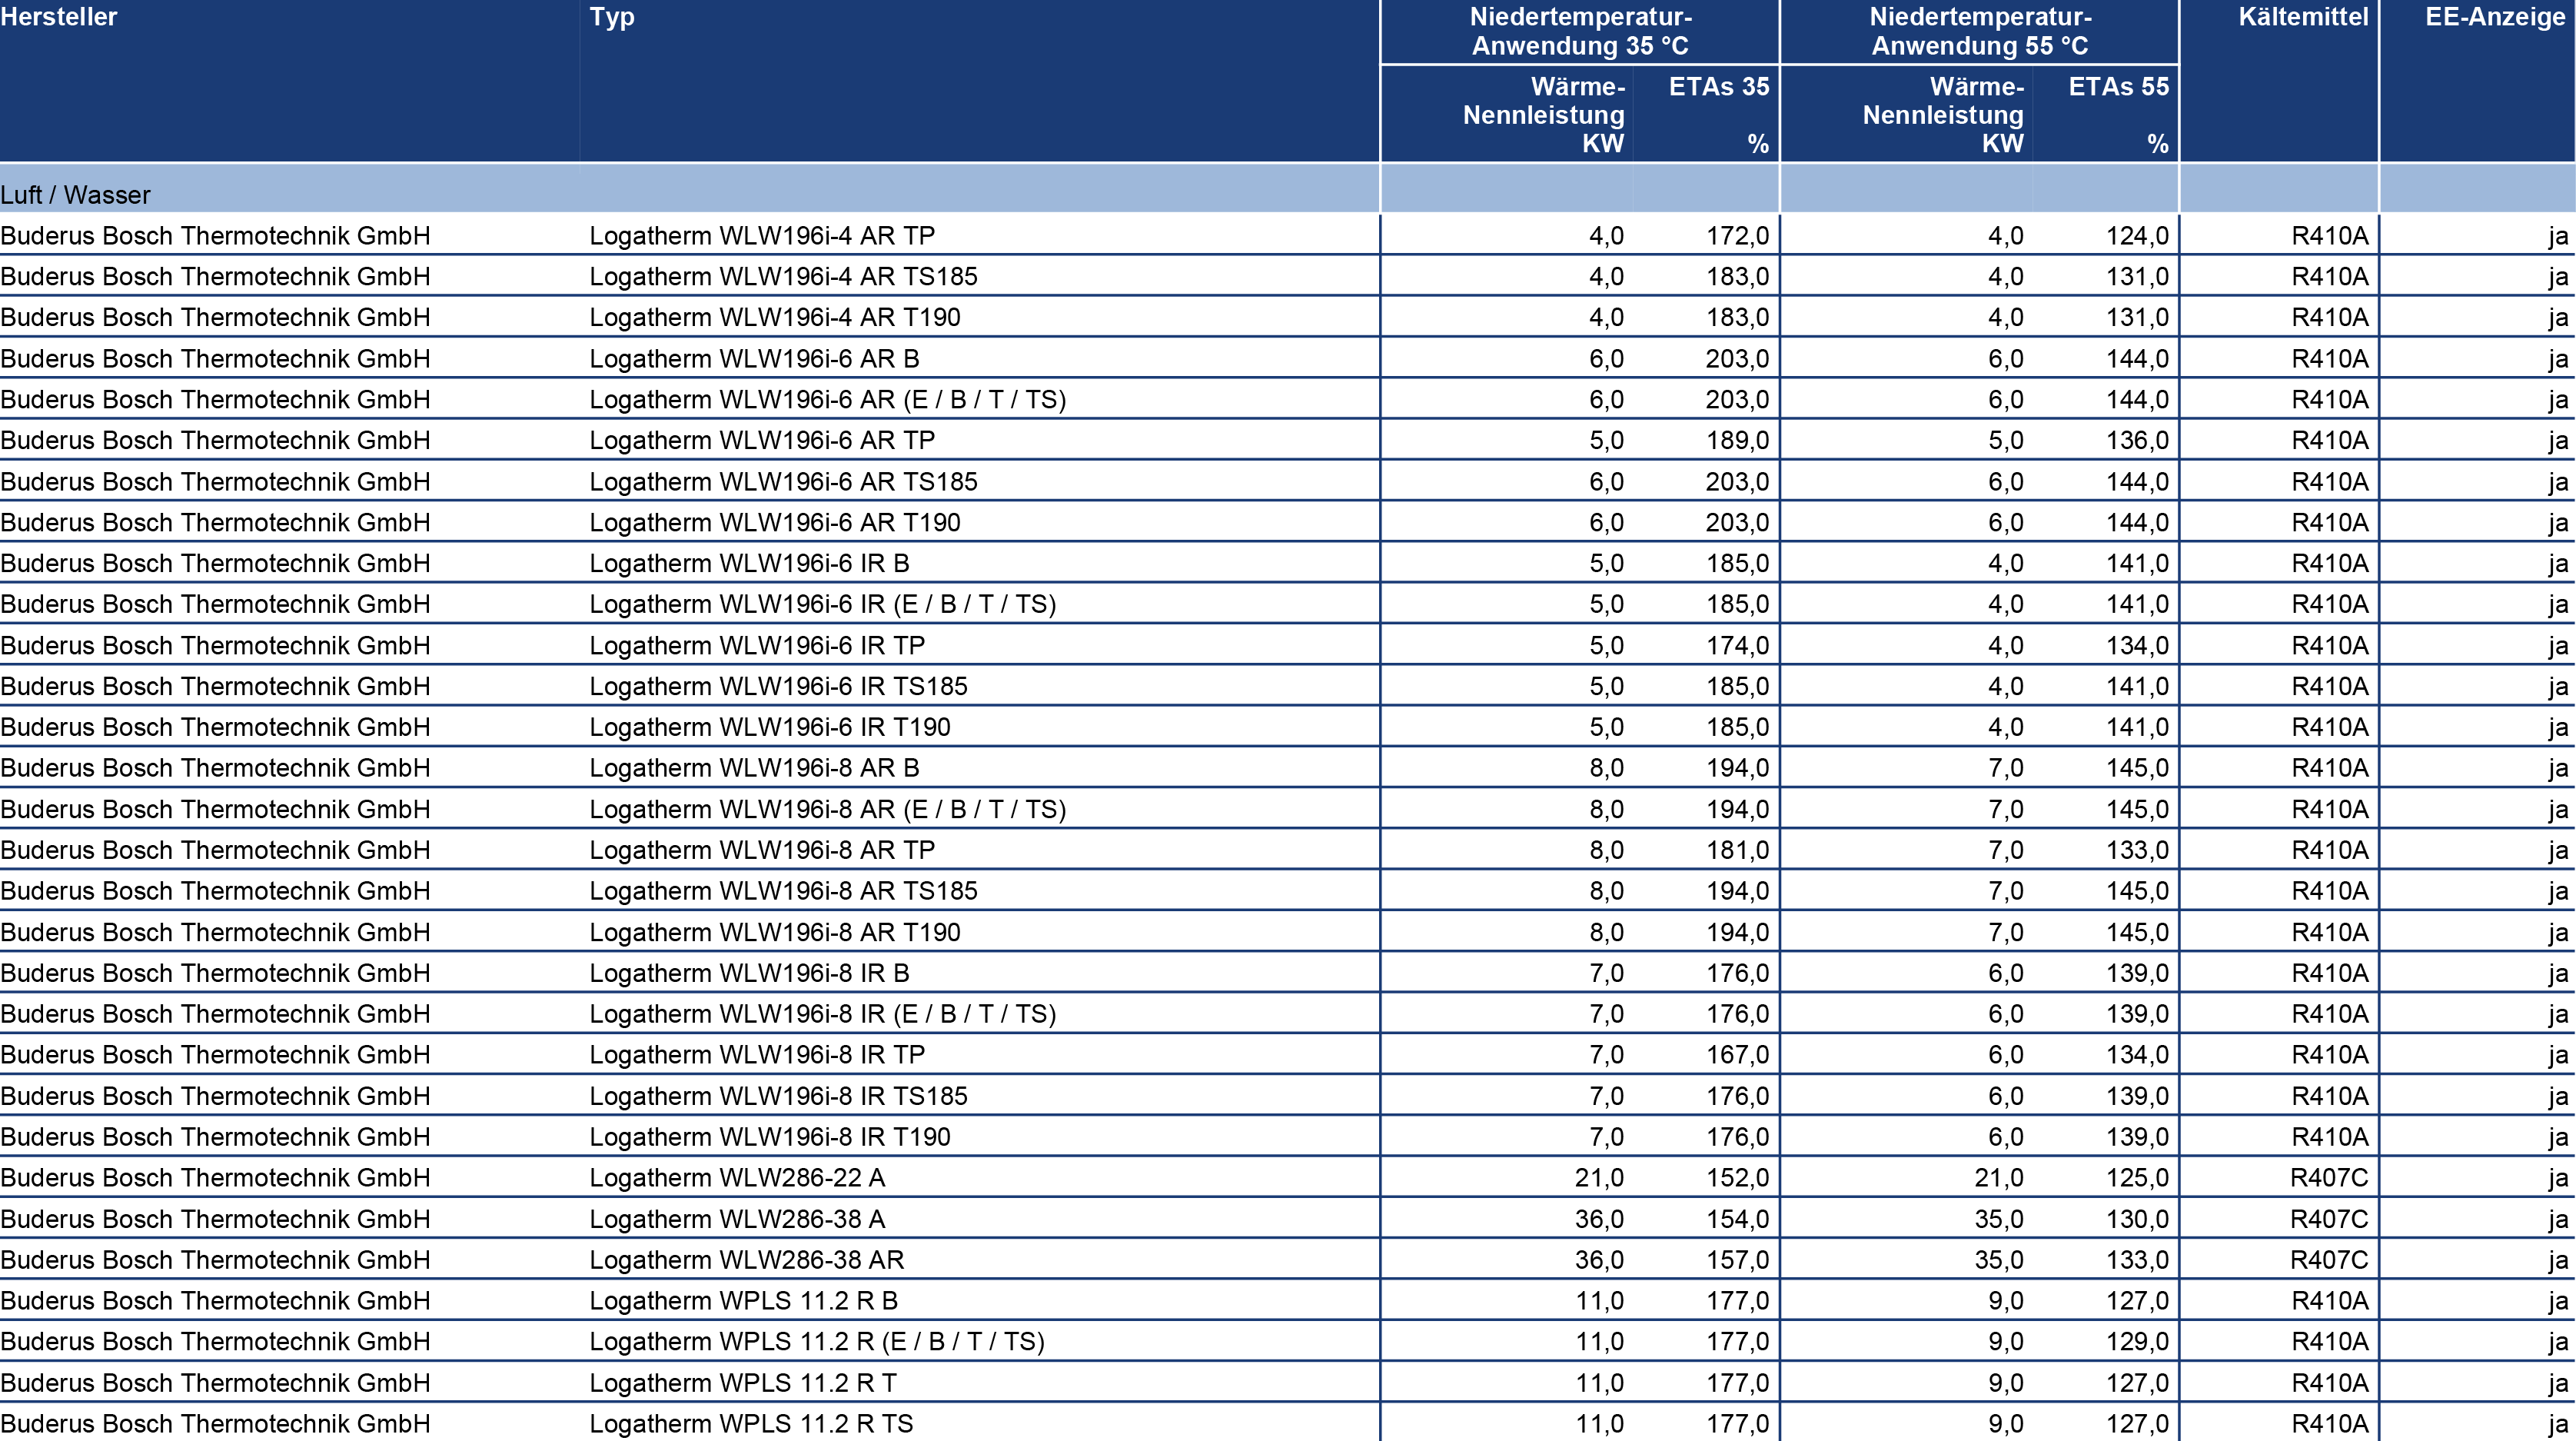 Hersteller Typ Niedertemperatur- Niedertemperatur- Kältemittel EE-Anzeige
Anwendung 35 °C Anwendung 55 °C
Wärme- ETAs 35 Wärme- ETAs 55
Nennleistung Nennleistung
KW % KW %
Luft / Wasser
Buderus Bosch Thermotechnik GmbH Logatherm WLW196i-4 AR TP 4,0 172,0 4,0 124,0 R410A ja
Buderus Bosch Thermotechnik GmbH Logatherm WLW196i-4 AR TS185 4,0 183,0 4,0 131,0 R410A ja
Buderus Bosch Thermotechnik GmbH Logatherm WLW196i-4 AR T190 4,0 183,0 4,0 131,0 R410A ja
Buderus Bosch Thermotechnik GmbH Logatherm WLW196i-6 AR B 6,0 203,0 6,0 144,0 R410A ja
Buderus Bosch Thermotechnik GmbH Logatherm WLW196i-6 AR (E / B / T / TS) 6,0 203,0 6,0 144,0 R410A ja
Buderus Bosch Thermotechnik GmbH Logatherm WLW196i-6 AR TP 5,0 189,0 5,0 136,0 R410A ja
Buderus Bosch Thermotechnik GmbH Logatherm WLW196i-6 AR TS185 6,0 203,0 6,0 144,0 R410A ja
Buderus Bosch Thermotechnik GmbH Logatherm WLW196i-6 AR T190 6,0 203,0 6,0 144,0 R410A ja
Buderus Bosch Thermotechnik GmbH Logatherm WLW196i-6 IR B 5,0 185,0 4,0 141,0 R410A ja
Buderus Bosch Thermotechnik GmbH Logatherm WLW196i-6 IR (E / B / T / TS) 5,0 185,0 4,0 141,0 R410A ja
Buderus Bosch Thermotechnik GmbH Logatherm WLW196i-6 IR TP 5,0 174,0 4,0 134,0 R410A ja
Buderus Bosch Thermotechnik GmbH Logatherm WLW196i-6 IR TS185 5,0 185,0 4,0 141,0 R410A ja
Buderus Bosch Thermotechnik GmbH Logatherm WLW196i-6 IR T190 5,0 185,0 4,0 141,0 R410A ja
Buderus Bosch Thermotechnik GmbH Logatherm WLW196i-8 AR B 8,0 194,0 7,0 145,0 R410A ja
Buderus Bosch Thermotechnik GmbH Logatherm WLW196i-8 AR (E / B / T / TS) 8,0 194,0 7,0 145,0 R410A ja
Buderus Bosch Thermotechnik GmbH Logatherm WLW196i-8 AR TP 8,0 181,0 7,0 133,0 R410A ja
Buderus Bosch Thermotechnik GmbH Logatherm WLW196i-8 AR TS185 8,0 194,0 7,0 145,0 R410A ja
Buderus Bosch Thermotechnik GmbH Logatherm WLW196i-8 AR T190 8,0 194,0 7,0 145,0 R410A ja
Buderus Bosch Thermotechnik GmbH Logatherm WLW196i-8 IR B 7,0 176,0 6,0 139,0 R410A ja
Buderus Bosch Thermotechnik GmbH Logatherm WLW196i-8 IR (E / B / T / TS) 7,0 176,0 6,0 139,0 R410A ja
Buderus Bosch Thermotechnik GmbH Logatherm WLW196i-8 IR TP 7,0 167,0 6,0 134,0 R410A ja
Buderus Bosch Thermotechnik GmbH Logatherm WLW196i-8 IR TS185 7,0 176,0 6,0 139,0 R410A ja
Buderus Bosch Thermotechnik GmbH Logatherm WLW196i-8 IR T190 7,0 176,0 6,0 139,0 R410A ja
Buderus Bosch Thermotechnik GmbH Logatherm WLW286-22 A 21,0 152,0 21,0 125,0 R407C ja
Buderus Bosch Thermotechnik GmbH Logatherm WLW286-38 A 36,0 154,0 35,0 130,0 R407C ja
Buderus Bosch Thermotechnik GmbH Logatherm WLW286-38 AR 36,0 157,0 35,0 133,0 R407C ja
Buderus Bosch Thermotechnik GmbH Logatherm WPLS 11.2 R B 11,0 177,0 9,0 127,0 R410A ja
Buderus Bosch Thermotechnik GmbH Logatherm WPLS 11.2 R (E / B / T / TS) 11,0 177,0 9,0 129,0 R410A ja
Buderus Bosch Thermotechnik GmbH Logatherm WPLS 11.2 R T 11,0 177,0 9,0 127,0 R410A ja
Buderus Bosch Thermotechnik GmbH Logatherm WPLS 11.2 R TS 11,0 177,0 9,0 127,0 R410A ja